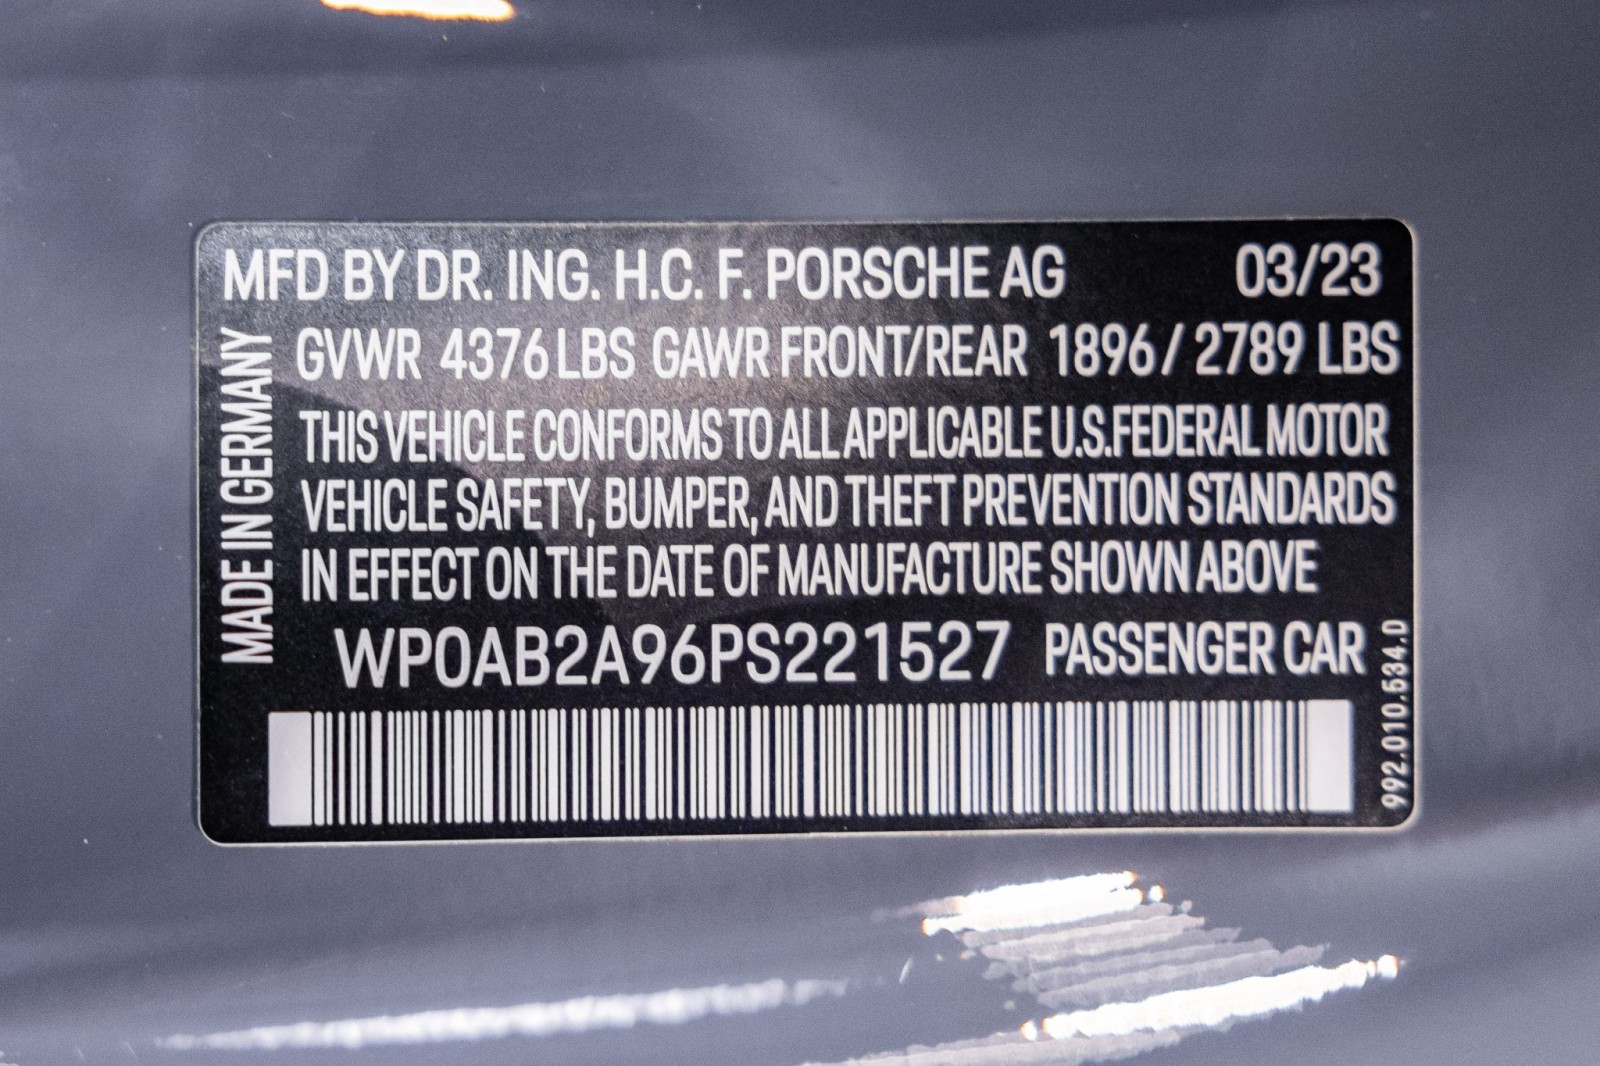 MFD BY DR. ING. H.C. F. PORSCHE AG 03/23
MADE IN GERMANY
GVWR 4376 LBS GAWR FRONT/REAR 1896 / 2789 LBS
THIS VEHICLE CONFORMS TO ALL APPLICABLE U.S.FEDERAL MOTOR
VEHICLE SAFETY, BUMPER, AND THEFT PREVENTION STANDARDS
IN EFFECT ON THE DATE OF MANUFACTURE SHOWN ABOVE
WP0AB2A96PS221527 PASSENGER CAR
992.010.534.D